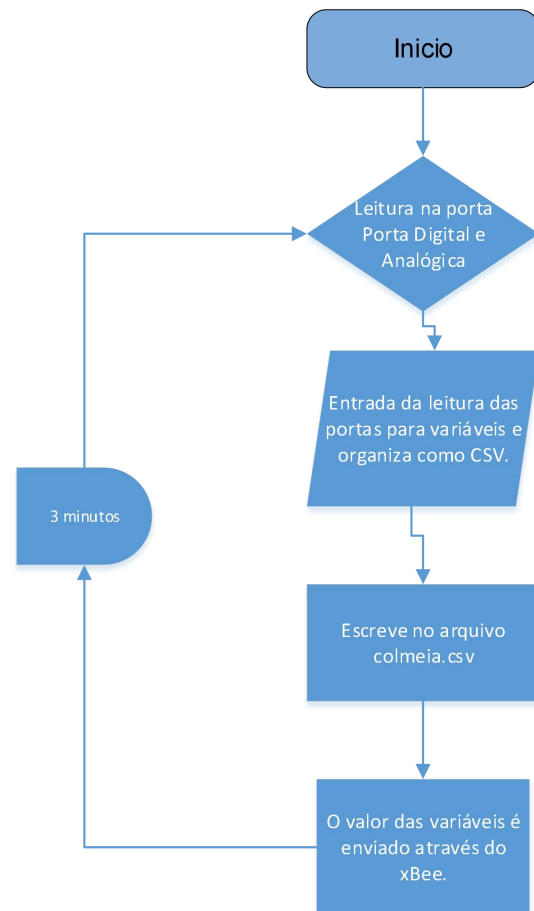 Inicio
Leitura na porta
Porta Digital e
Analógica
Entrada da leitura das
portas para variáveis e
organiza como CSV.
3 minutos
Escreve no arquivo
colmeia.csv
O valor das variáveis é
enviado através do
xBee.